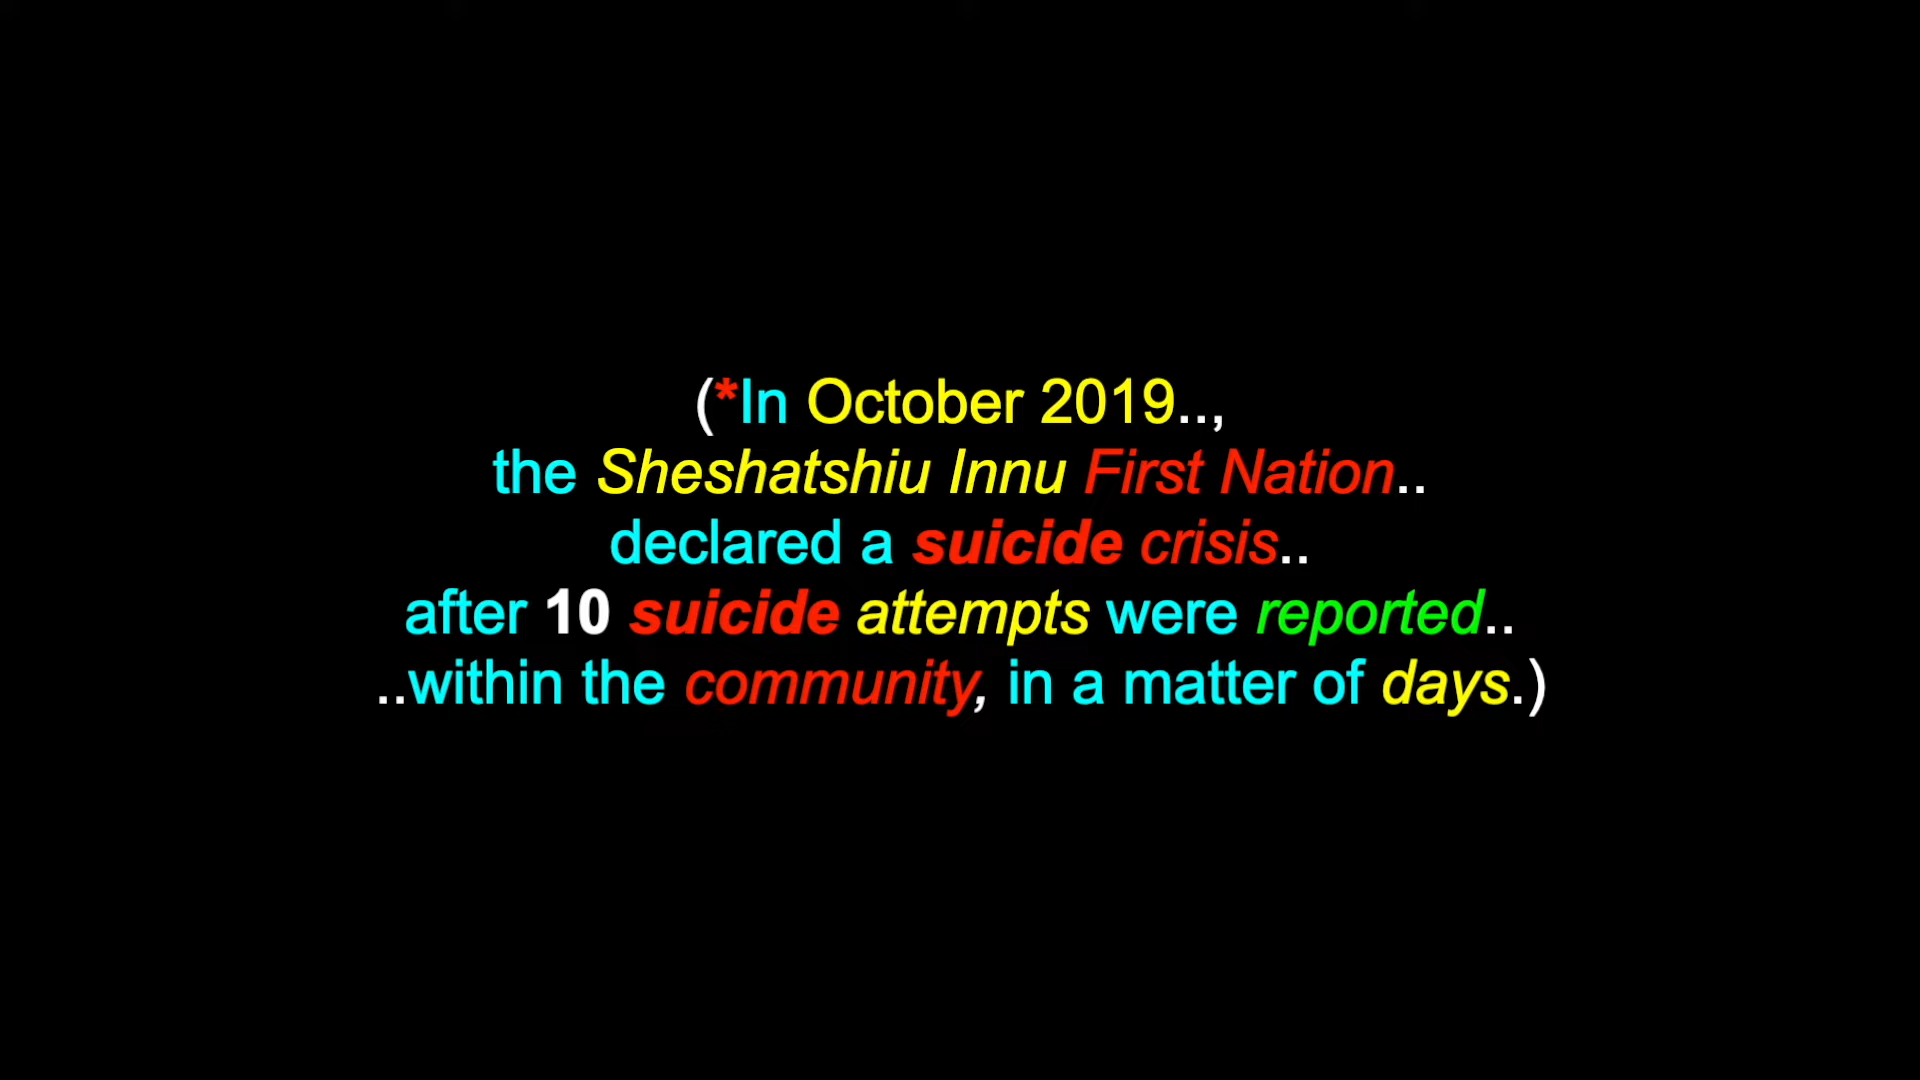 (*In October 2019..,
the Sheshatshiu Innu First Nation..
declared a suicide crisis..
after 10 suicide attempts were reported..
..within the community, in a matter of days.)